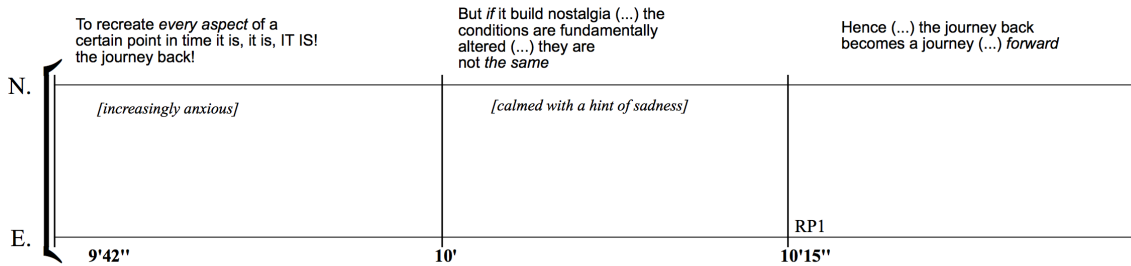 To recreate every aspect of a
certain point in time it is, it is, IT IS!
the journey back!
But if it build nostalgia (...) the
conditions are fundamentally
altered (...) they are
not the same
Hence (...) the journey back
becomes a journey (...) forward
N.
[increasingly anxious]
[calmed with a hint of sadness]
E.
RP1
9'42"
10'
10'15"